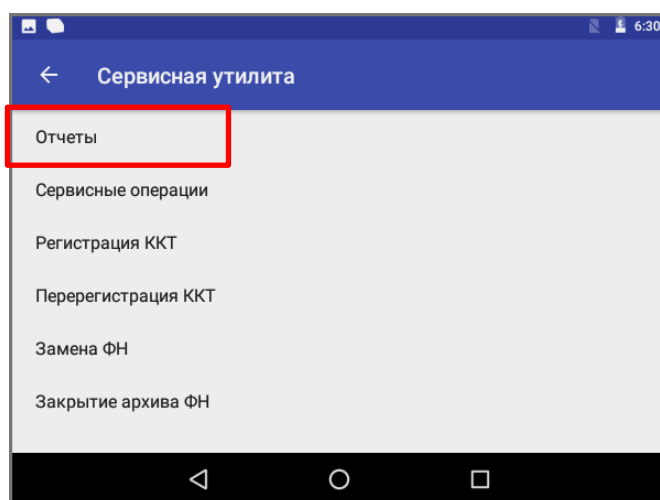 6:30
Сервисная утилита
Отчеты
Сервисные операции
Регистрация ККТ
Перерегистрация ККТ
Замена ФН
Закрытие архива ФН